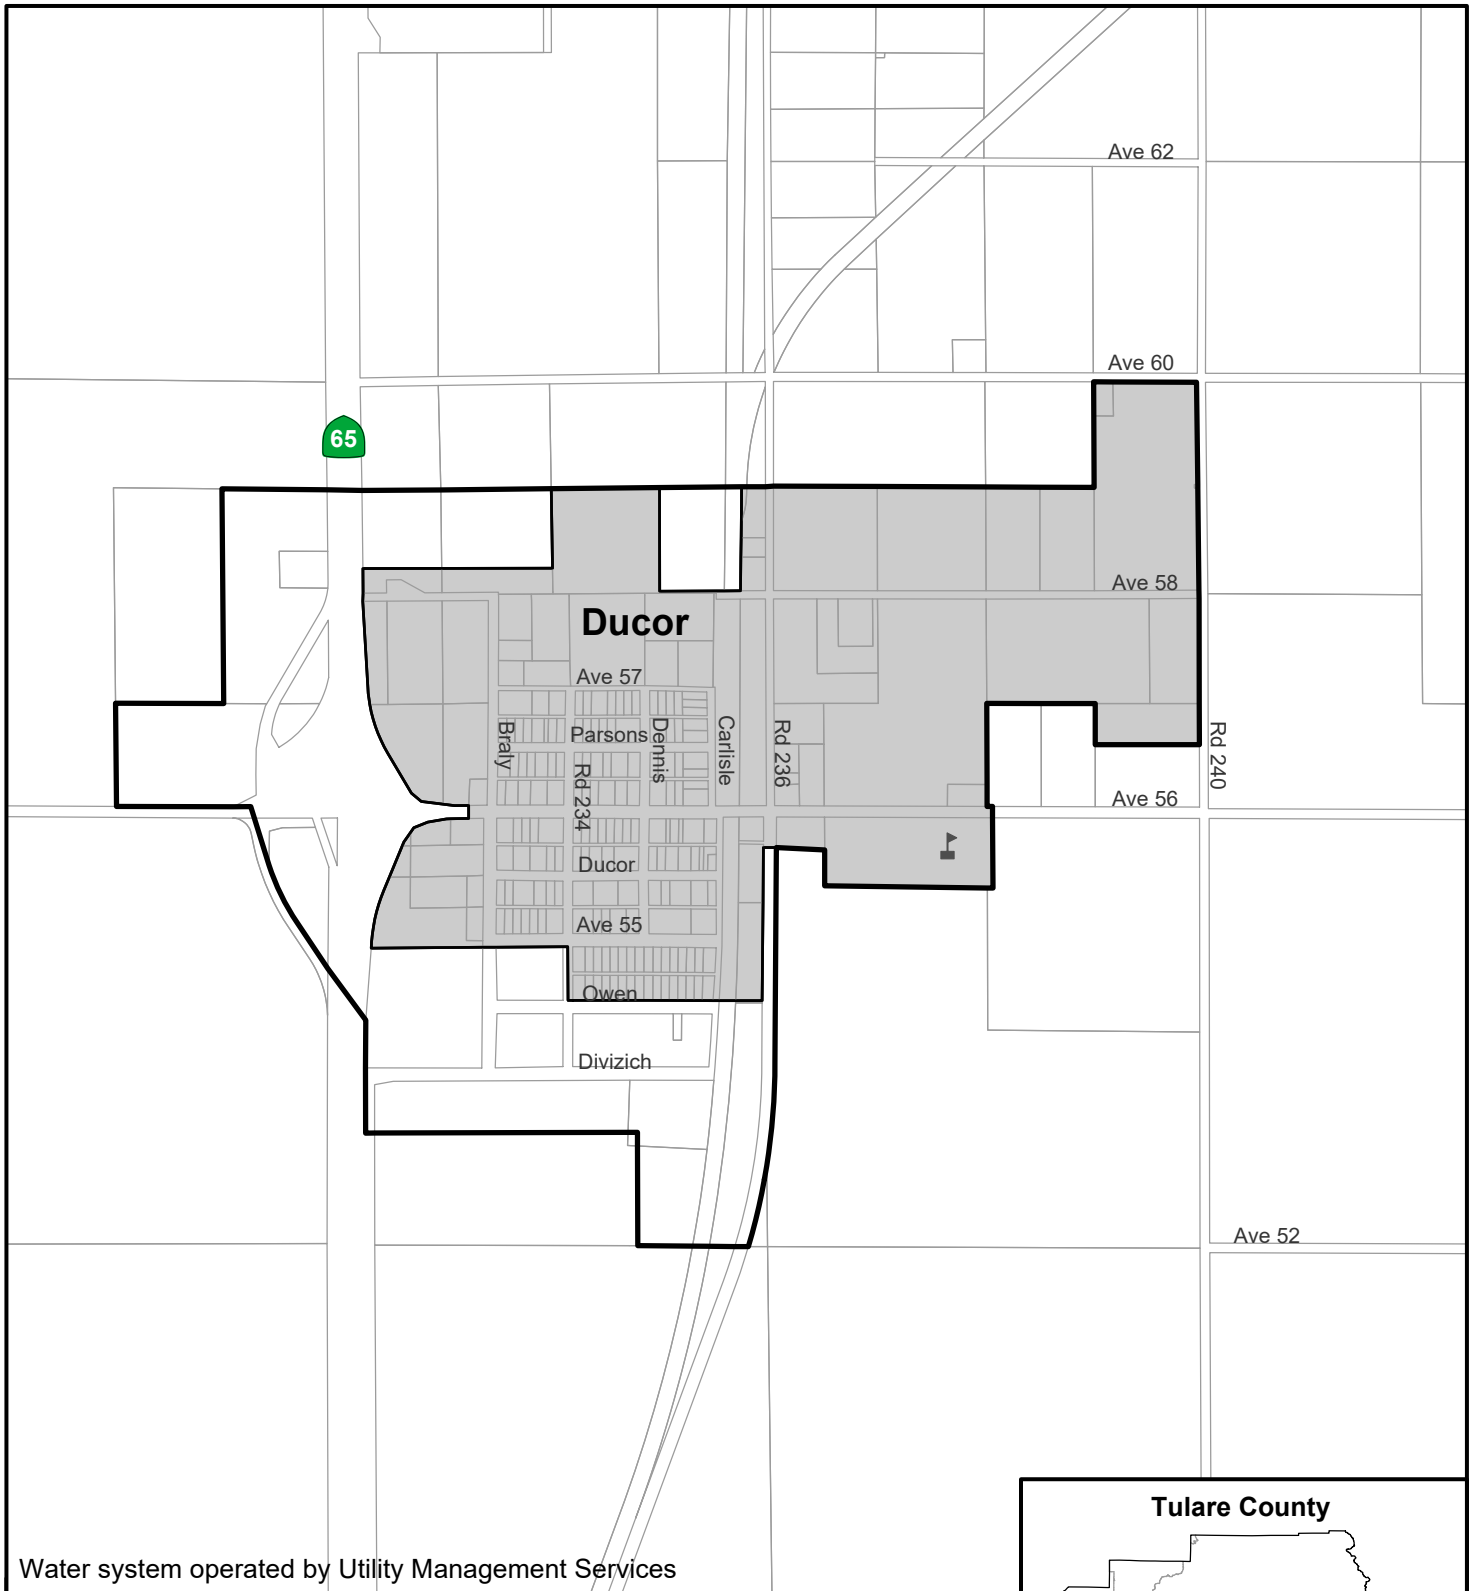 Ave 62
Ave 60
65
Ave 58
Ducor
Ave 57
Braly
Parsons
Dennis
Carlisle
Rd 236
Rd 240
Rd 234
Ave 56
Ducor
Ave 55
Owen
Divizich
Ave 52
Tulare County
Water system operated by Utility Management Services